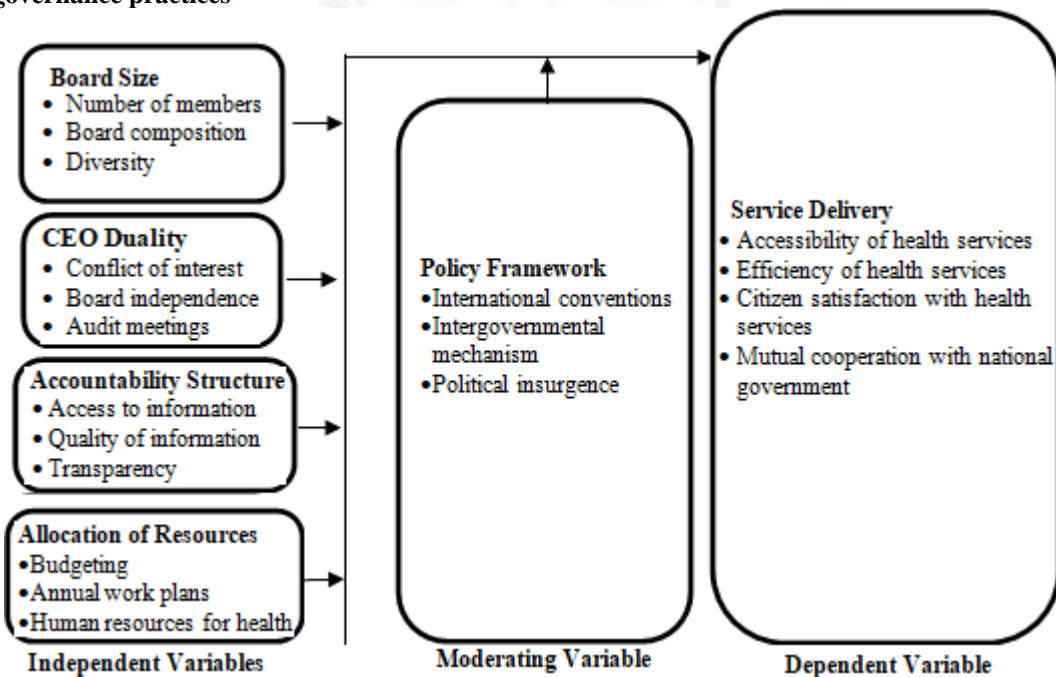 governance practices
Board Size
• Number of members
• Board composition
• Diversity
CEO Duality
• Conflict of interest
• Board independence
• Audit meetings
Accountability Structure
• Access to information
• Quality of information
• Transparency
Allocation of Resources
•Budgeting
•Annual work plans
•Human resources for health
Independent Variables
Policy Framework
•International conventions
•Intergovernmental
mechanism
•Political insurgence
Moderating Variable
Service Delivery
• Accessibility of health services
• Efficiency of health services
• Citizen satisfaction with health
services
• Mutual cooperation with national
government
Dependent Variable